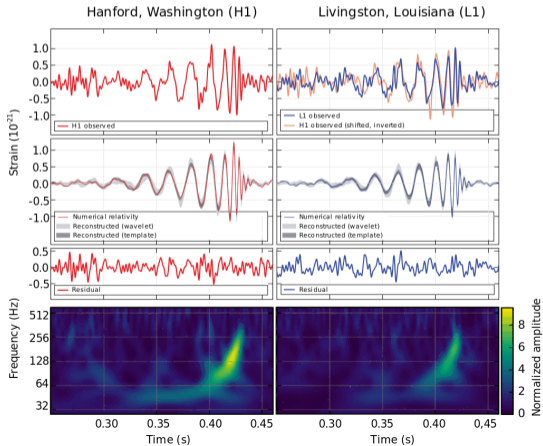 Hanford, Washington (H1)
Livingston, Louisiana (L1)
1.0
0.5
0.0
-0.5
-1.0
H1 observed
L1 observed
H1 observed (shifted, inverted)
Strain (10⁻²¹)
1.0
0.5
0.0
-0.5
-1.0
Numerical relativity
Reconstructed (wavelet)
Reconstructed (template)
Numerical relativity
Reconstructed (wavelet)
Reconstructed (template)
0.5
0.0
-0.5
Residual
Residual
Frequency (Hz)
512
256
128
64
32
8
6
4
2
0
Normalized amplitude
0.30 0.35 0.40 0.45
0.30 0.35 0.40 0.45
Time (s)
Time (s)